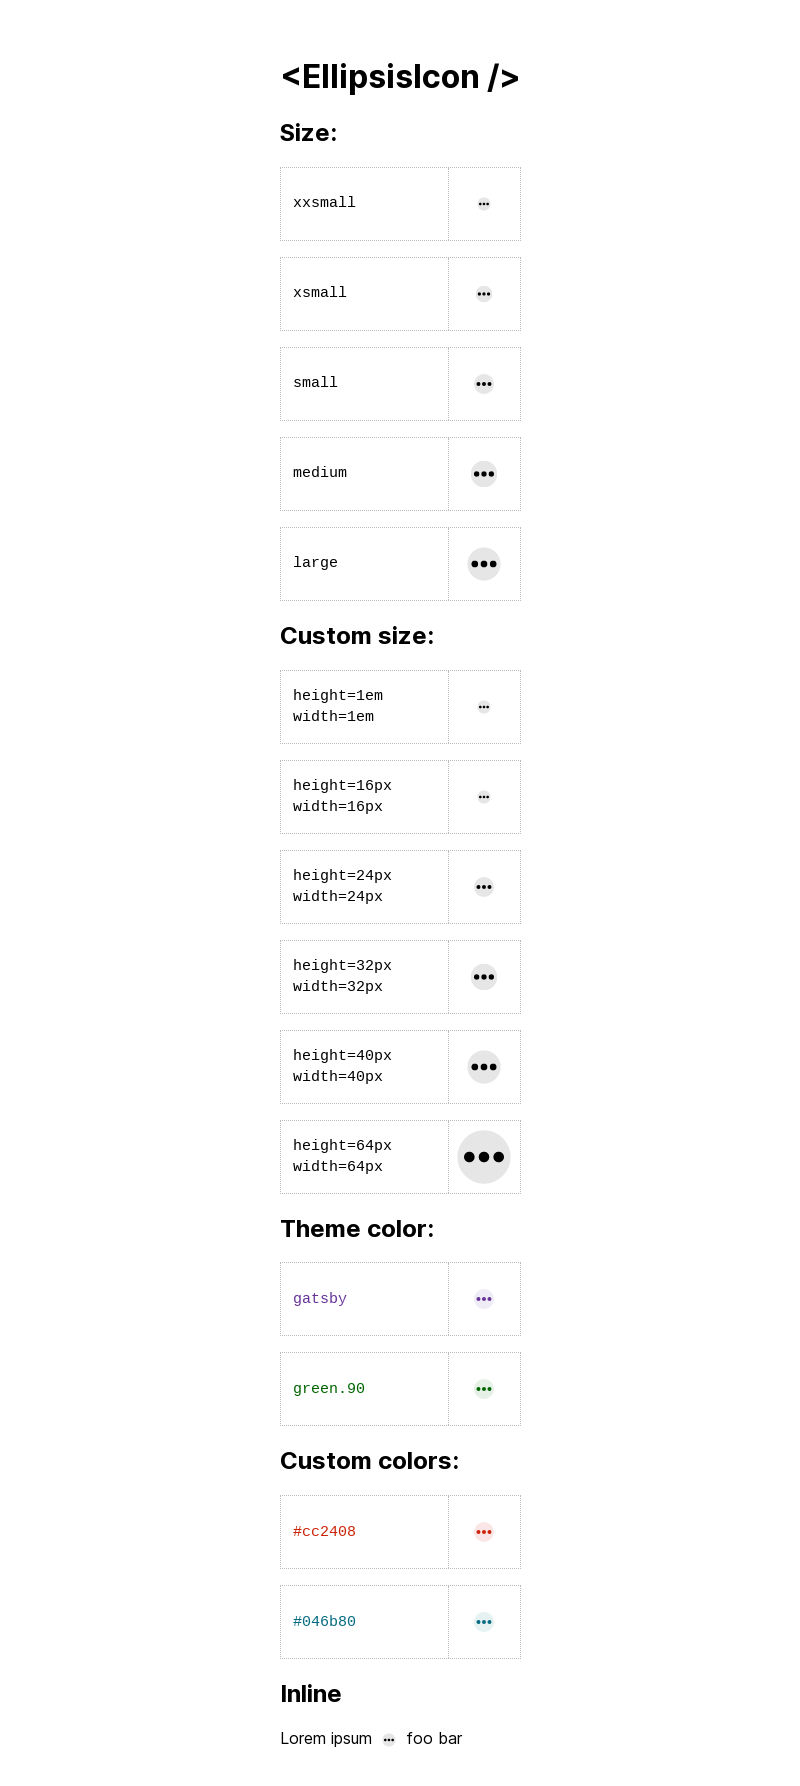 <EllipsisIcon />
Size:
xxsmall
xsmall
small
medium
large
Custom size:
height=1em
width=1em
height=16px
width=16px
height=24px
width=24px
height=32px
width=32px
height=40px
width=40px
height=64px
width=64px
Theme color:
gatsby
green.90
Custom colors:
#cc2408
#046b80
Inline
Lorem ipsum foo bar